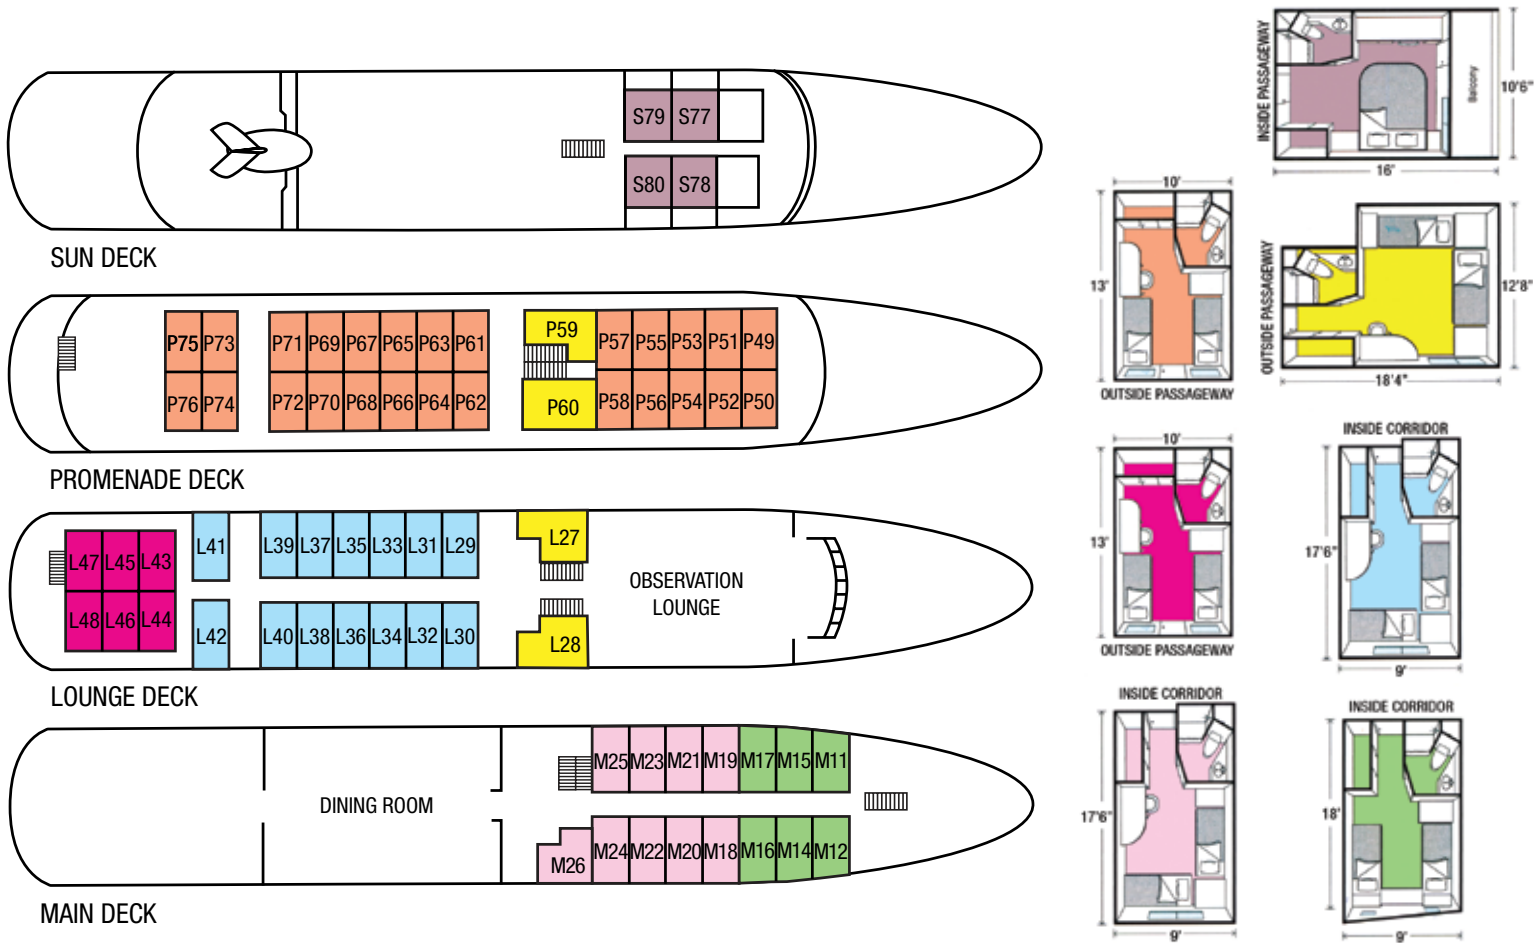 S79 S77
S80 S78
SUN DECK
P75 P73 P71 P69 P67 P65 P63 P61 P59 P57 P55 P53 P51 P49
P76 P74 P72 P70 P68 P66 P64 P62 P60 P58 P56 P54 P52 P50
PROMENADE DECK
L47 L45 L43 L41 L39 L37 L35 L33 L31 L29 L27
OBSERVATION
LOUNGE
L48 L46 L44 L42 L40 L38 L36 L34 L32 L30 L28
LOUNGE DECK
M25 M23 M21 M19 M17 M15 M11
DINING ROOM
M26 M24 M22 M20 M18 M16 M14 M12
MAIN DECK
INSIDE PASSAGEWAY
Balcony
10'6"
16"
10'
13'
OUTSIDE PASSAGEWAY
OUTSIDE PASSAGEWAY
12'8"
18'4"
10'
13'
OUTSIDE PASSAGEWAY
INSIDE CORRIDOR
17'6"
9'
INSIDE CORRIDOR
17'6"
9'
INSIDE CORRIDOR
18'
9'